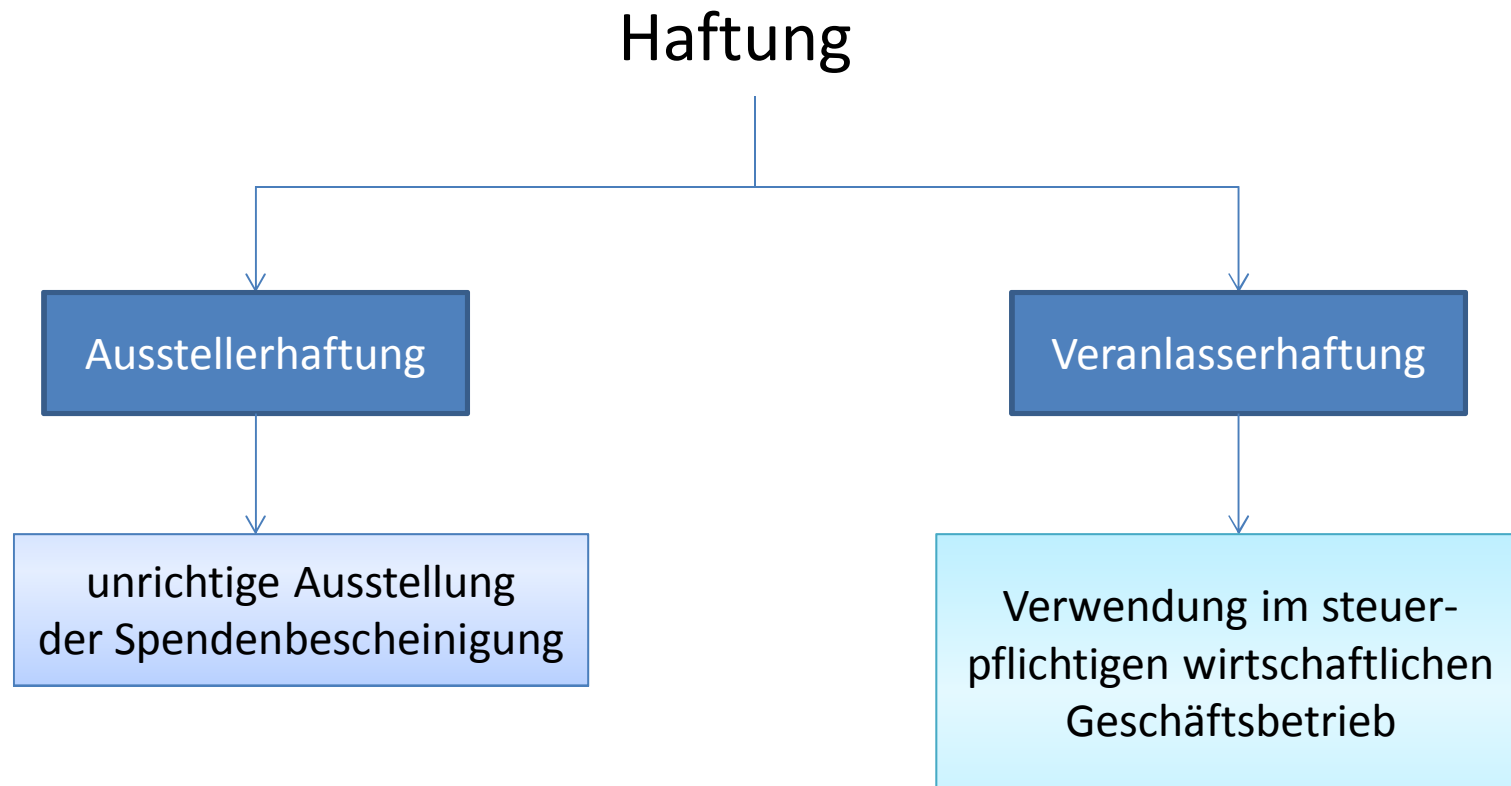 Haftung
Ausstellerhaftung
Veranlasserhaftung
unrichtige Ausstellung
der Spendenbescheinigung
Verwendung im steuer-
pflichtigen wirtschaftlichen
Geschäftsbetrieb